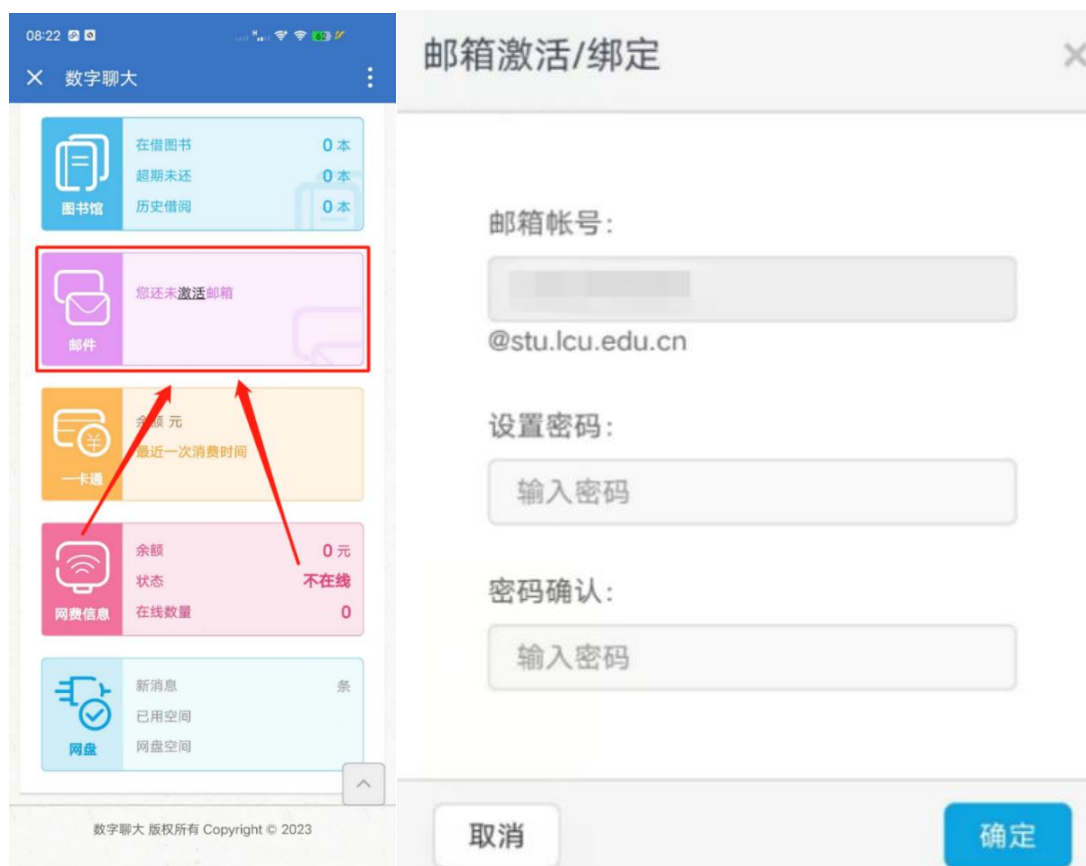 08:22
数字聊大
在借图书 0 本
超期未还 0 本
历史借阅 0 本
图书馆
您还未激活邮箱
邮件
余额 元
最近一次消费时间
一卡通
余额 0 元
状态 不在线
在线数量 0
网费信息
新消息 条
已用空间
网盘空间
网盘
数字聊大 版权所有 Copyright © 2023
邮箱激活/绑定
邮箱帐号:
@stu.lcu.edu.cn
设置密码:
输入密码
密码确认:
输入密码
取消
确定